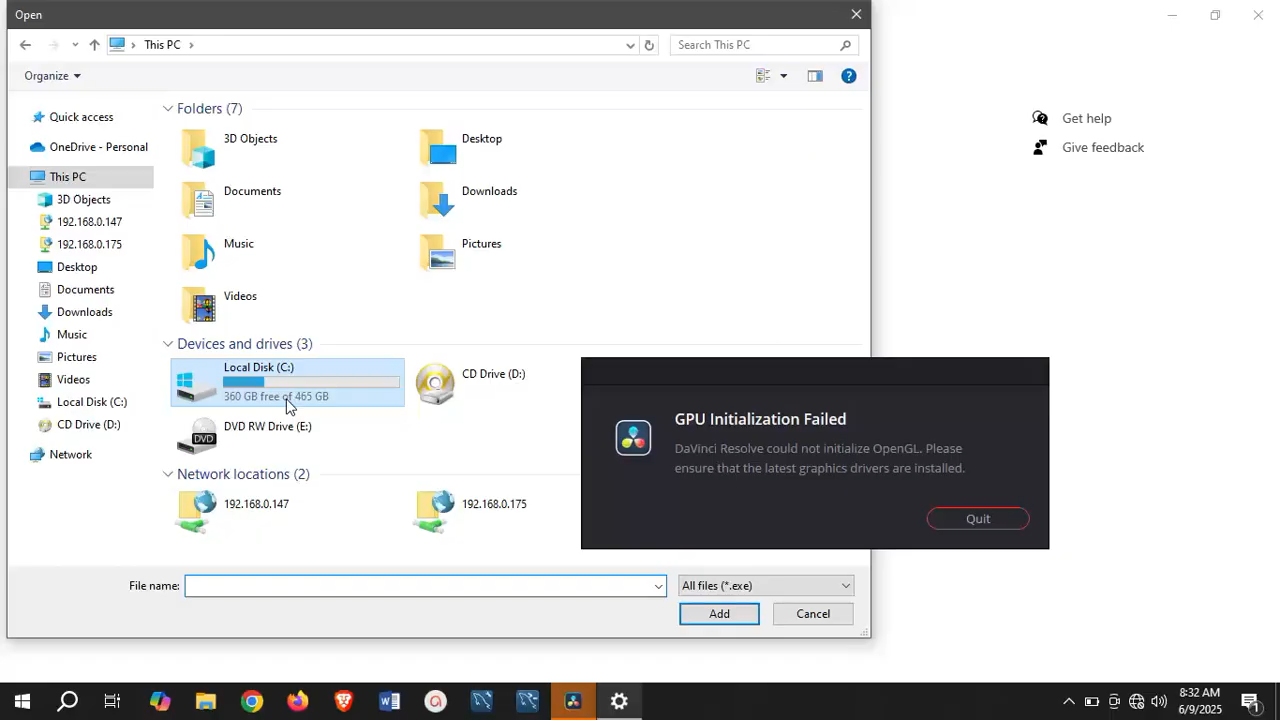 Open
This PC
Search This PC
Organize
Quick access
OneDrive - Personal
This PC
3D Objects
192.168.0.147
192.168.0.175
Desktop
Documents
Downloads
Music
Pictures
Videos
Local Disk (C:)
CD Drive (D:)
Network
Folders (7)
3D Objects
Desktop
Documents
Downloads
Music
Pictures
Videos
Devices and drives (3)
Local Disk (C:)
360 GB free of 465 GB
CD Drive (D:)
DVD RW Drive (E:)
DVD
Network locations (2)
192.168.0.147
192.168.0.175
File name:
All files (*.exe)
Add
Cancel
Get help
Give feedback
GPU Initialization Failed
DaVinci Resolve could not initialize OpenGL. Please
ensure that the latest graphics drivers are installed.
Quit
8:32 AM
6/9/2025
1